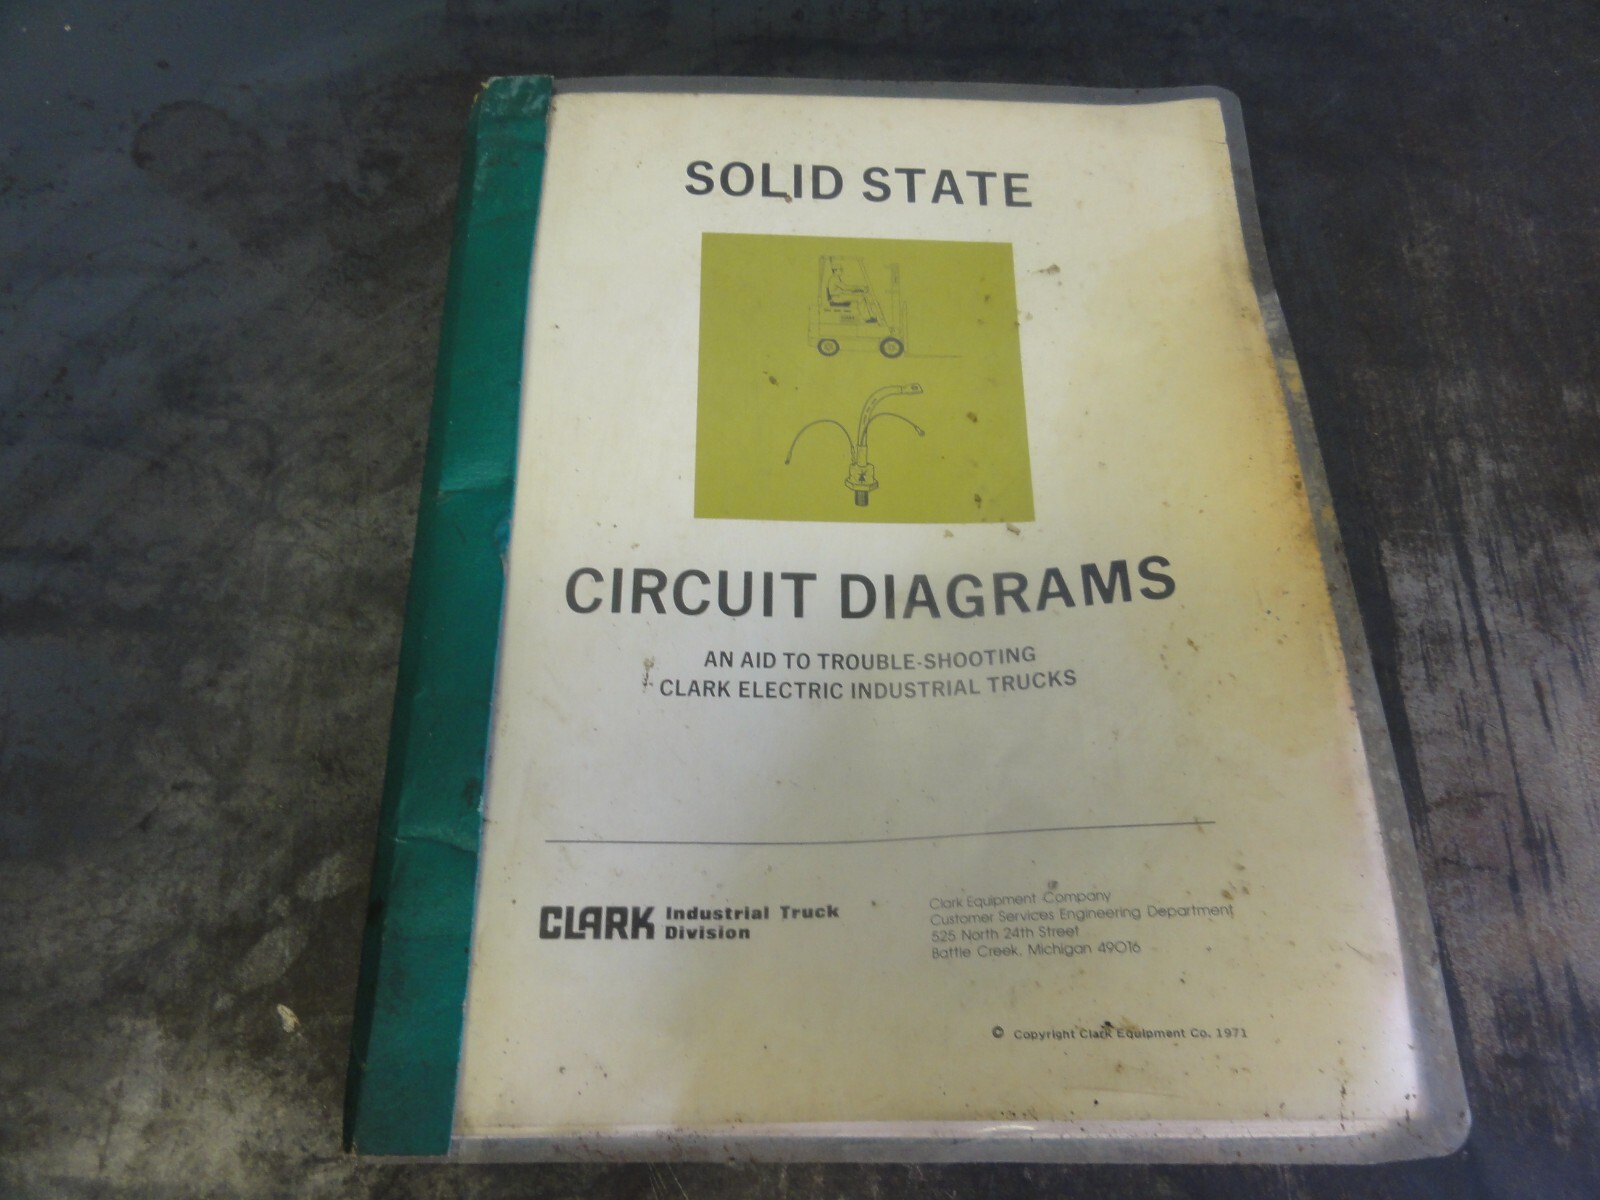 SOLID STATE
CIRCUIT DIAGRAMS
AN AID TO TROUBLE-SHOOTING
CLARK ELECTRIC INDUSTRIAL TRUCKS
CLARK Industrial Truck
Division
Clark Equipment Company
Customer Services Engineering Department
525 North 24th Street
Battle Creek, Michigan 49016
© Copyright Clark Equipment Co. 1971